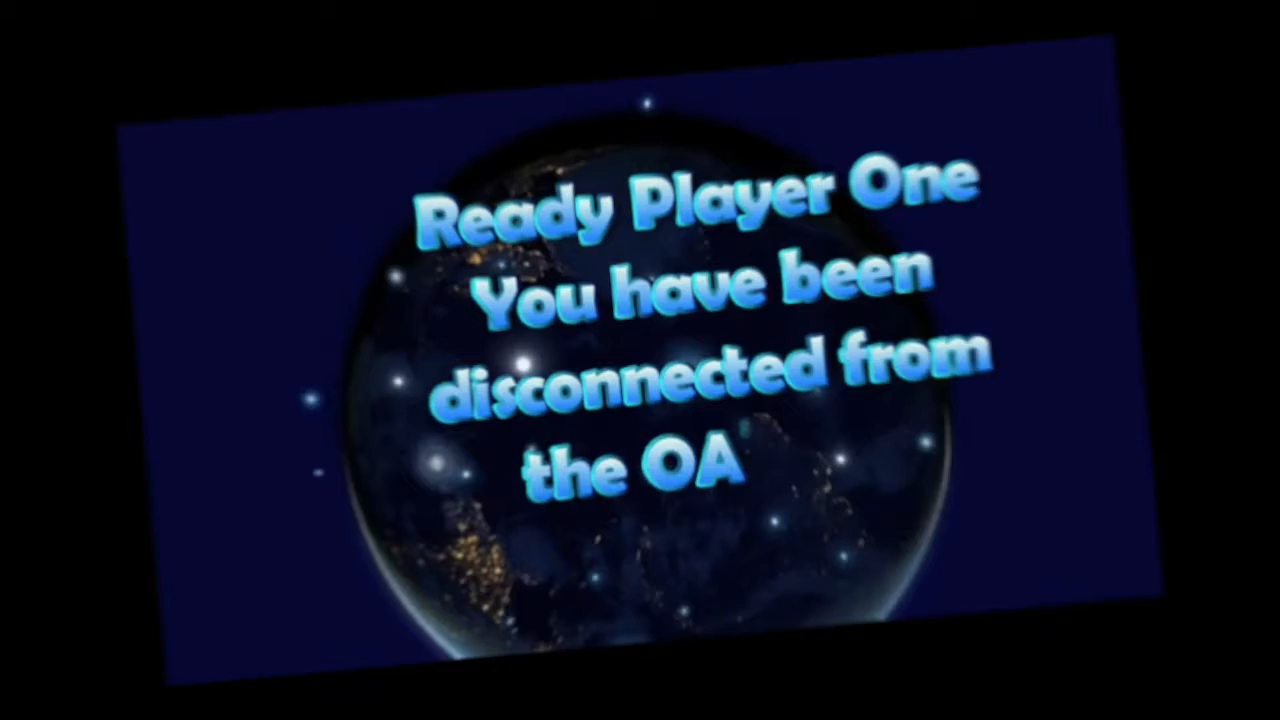 Ready Player One
You have been
disconnected from
the OA